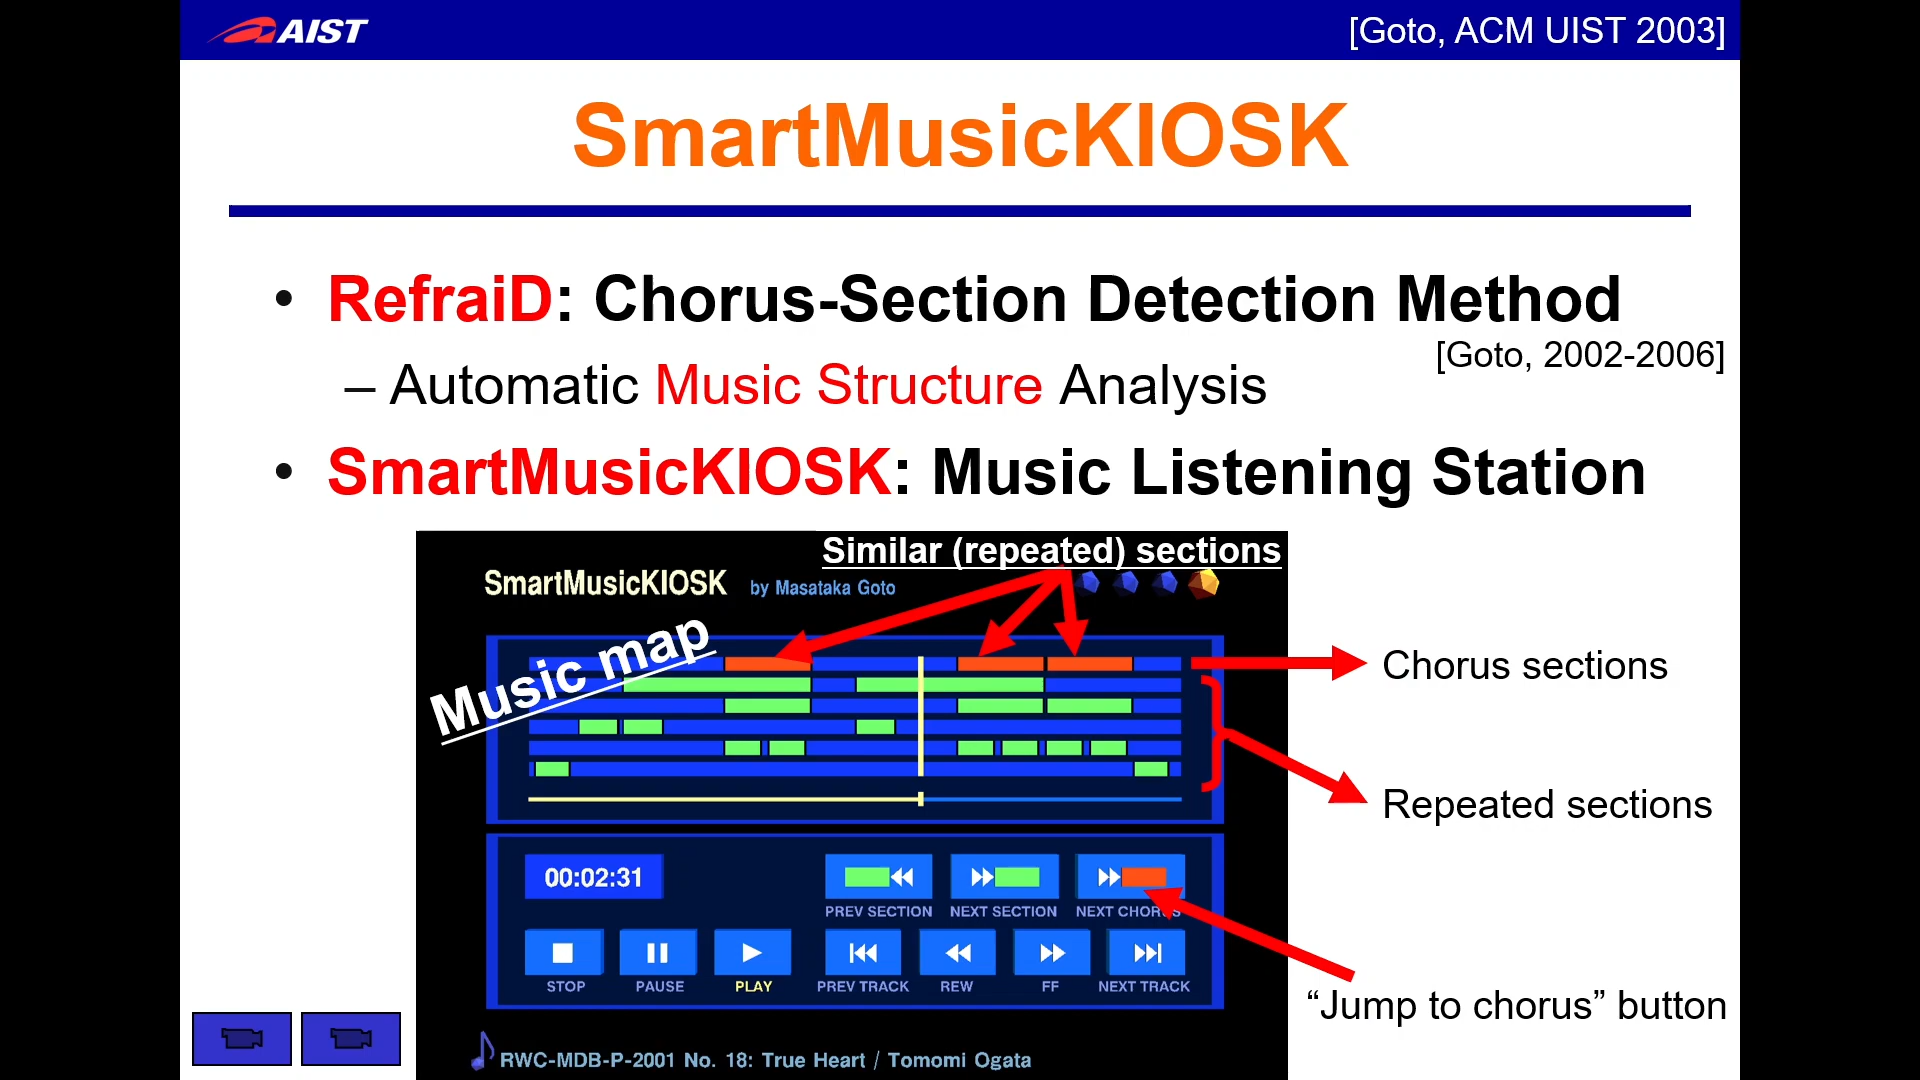 AIST
[Goto, ACM UIST 2003]
SmartMusicKIOSK
• RefraiD: Chorus-Section Detection Method
[Goto, 2002-2006]
– Automatic Music Structure Analysis
• SmartMusicKIOSK: Music Listening Station
Similar (repeated) sections
SmartMusicKIOSK by Masataka Goto
Music map
Chorus sections
Repeated sections
00:02:31
PREV SECTION NEXT SECTION NEXT CHORUS
STOP PAUSE PLAY PREV TRACK REW FF NEXT TRACK
“Jump to chorus” button
RWC-MDB-P-2001 No. 18: True Heart / Tomomi Ogata